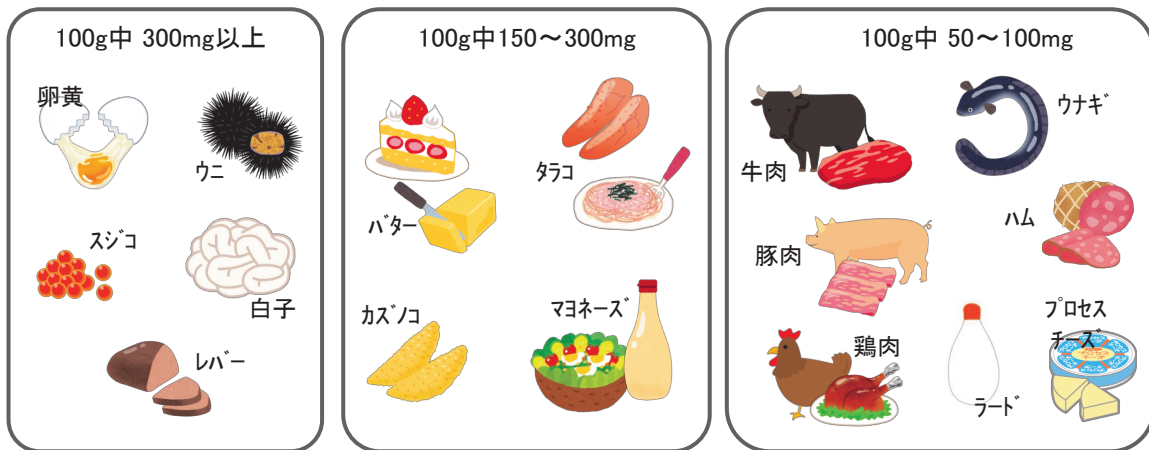 100g中 300mg以上
卵黄
ウニ
スジコ
白子
レバー
100g中150～300mg
タラコ
バター
カズノコ
マヨネーズ
100g中 50～100mg
牛肉
ウナギ
豚肉
ハム
鶏肉
ラード
プロセス
チーズ